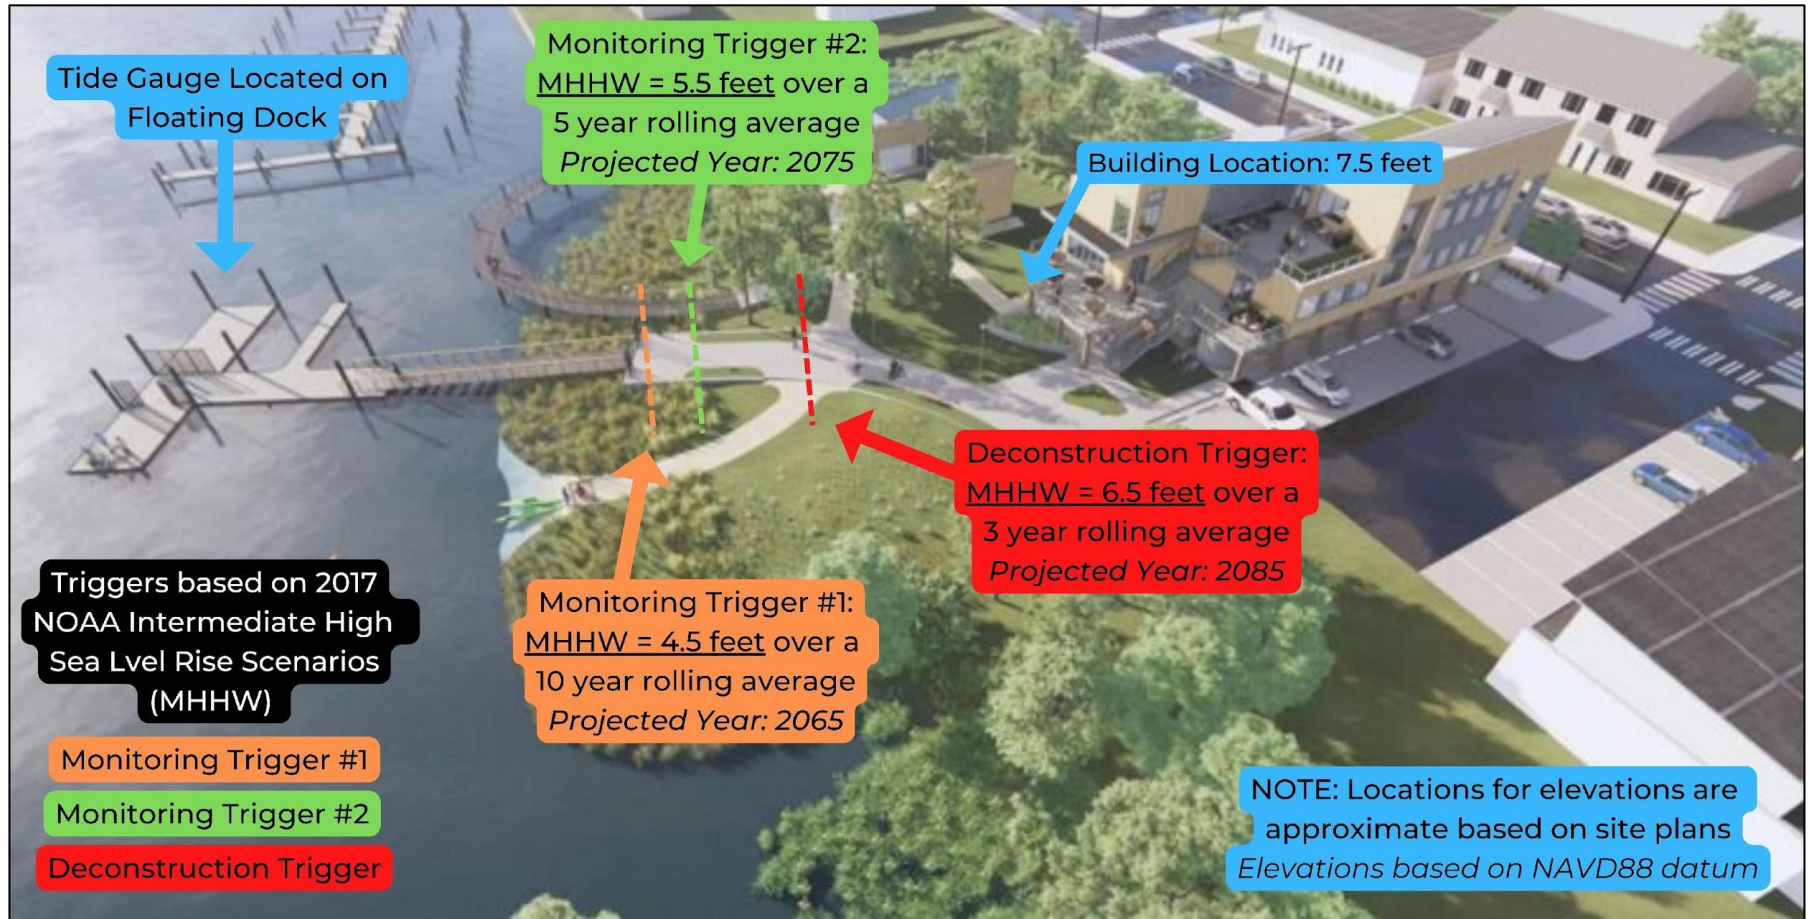 Tide Gauge Located on
Floating Dock
Monitoring Trigger #2:
MHHW = 5.5 feet over a
5 year rolling average
Projected Year: 2075
Building Location: 7.5 feet
Deconstruction Trigger:
MHHW = 6.5 feet over a
3 year rolling average
Projected Year: 2085
Triggers based on 2017
NOAA Intermediate High
Sea Lvel Rise Scenarios
(MHHW)
Monitoring Trigger #1:
MHHW = 4.5 feet over a
10 year rolling average
Projected Year: 2065
Monitoring Trigger #1
Monitoring Trigger #2
Deconstruction Trigger
NOTE: Locations for elevations are
approximate based on site plans
Elevations based on NAVD88 datum